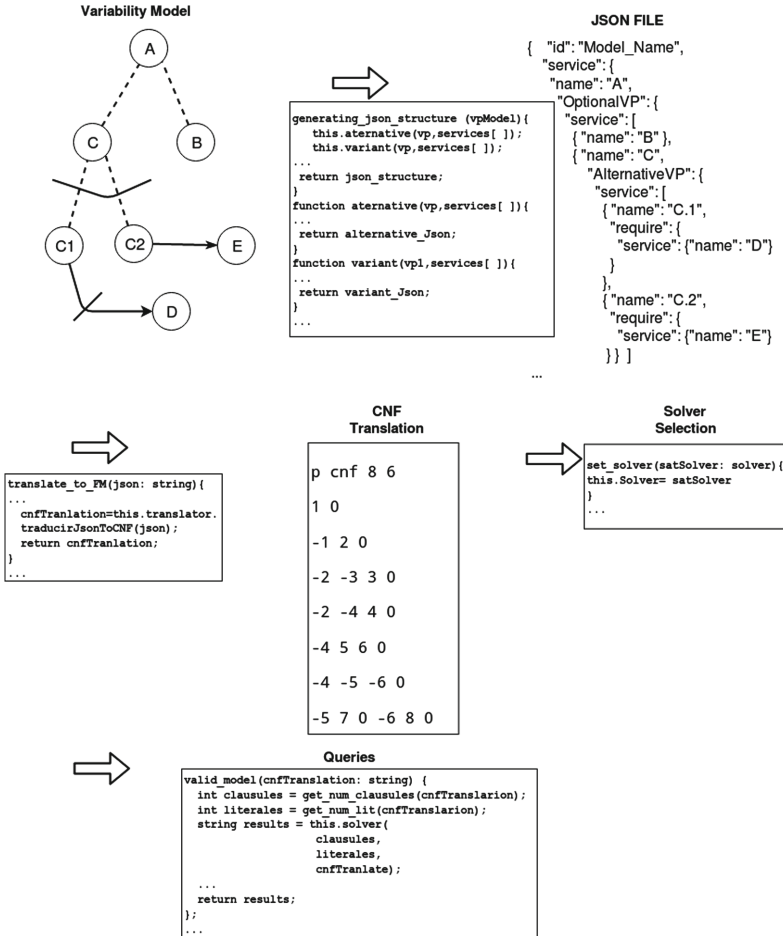 Variability Model
A
C
B
C1
C2
E
D
generating_json_structure (vpModel){
this.aternative(vp,services[ ]);
this.variant(vp,services[ ]);
...
return json_structure;
}
function aternative(vp,services[ ]){
...
return alternative_Json;
}
function variant(vpl,services[ ]){
...
return variant_Json;
}
...
JSON FILE
{ "id": "Model_Name",
"service": {
"name": "A",
"OptionalVP": {
"service": [
{ "name": "B" },
{ "name": "C",
"AlternativeVP": {
"service": [
{ "name": "C.1",
"require": {
"service": {"name": "D"}
}
},
{ "name": "C.2",
"require": {
"service": {"name": "E"}
} } ]
...
translate_to_FM(json: string){
...
cnfTranlation=this.translator.
traducirJsonToCNF(json);
return cnfTranlation;
}
...
CNF
Translation
p cnf 8 6
1 0
-1 2 0
-2 -3 3 0
-2 -4 4 0
-4 5 6 0
-4 -5 -6 0
-5 7 0 -6 8 0
Solver
Selection
set_solver(satSolver: solver){
this.Solver= satSolver
}
...
Queries
valid_model(cnfTranslation: string) {
int clausules = get_num_clausules(cnfTranslarion);
int literales = get_num_lit(cnfTranslarion);
string results = this.solver(
clausules,
literales,
cnfTranlate);
...
return results;
};
...